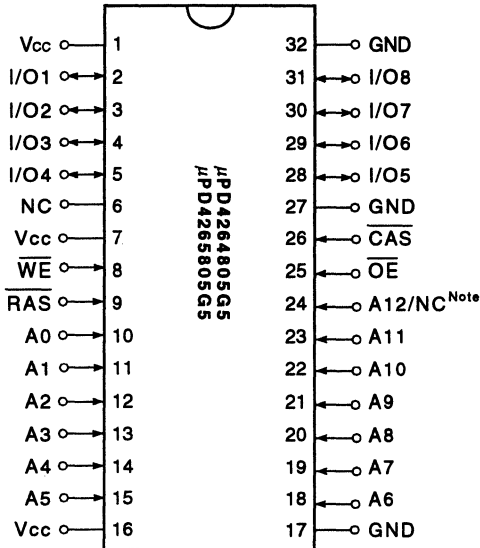 Vcc 1 32 GND
I/O1 2 31 I/O8
I/O2 3 30 I/O7
I/O3 4 29 I/O6
I/O4 5 28 I/O5
NC 6 27 GND
Vcc 7 26 CAS
WE 8 25 OE
RAS 9 24 A12/NC Note
A0 10 23 A11
A1 11 22 A10
A2 12 21 A9
A3 13 20 A8
A4 14 19 A7
A5 15 18 A6
Vcc 16 17 GND
µPD4264805G5
µPD4265805G5